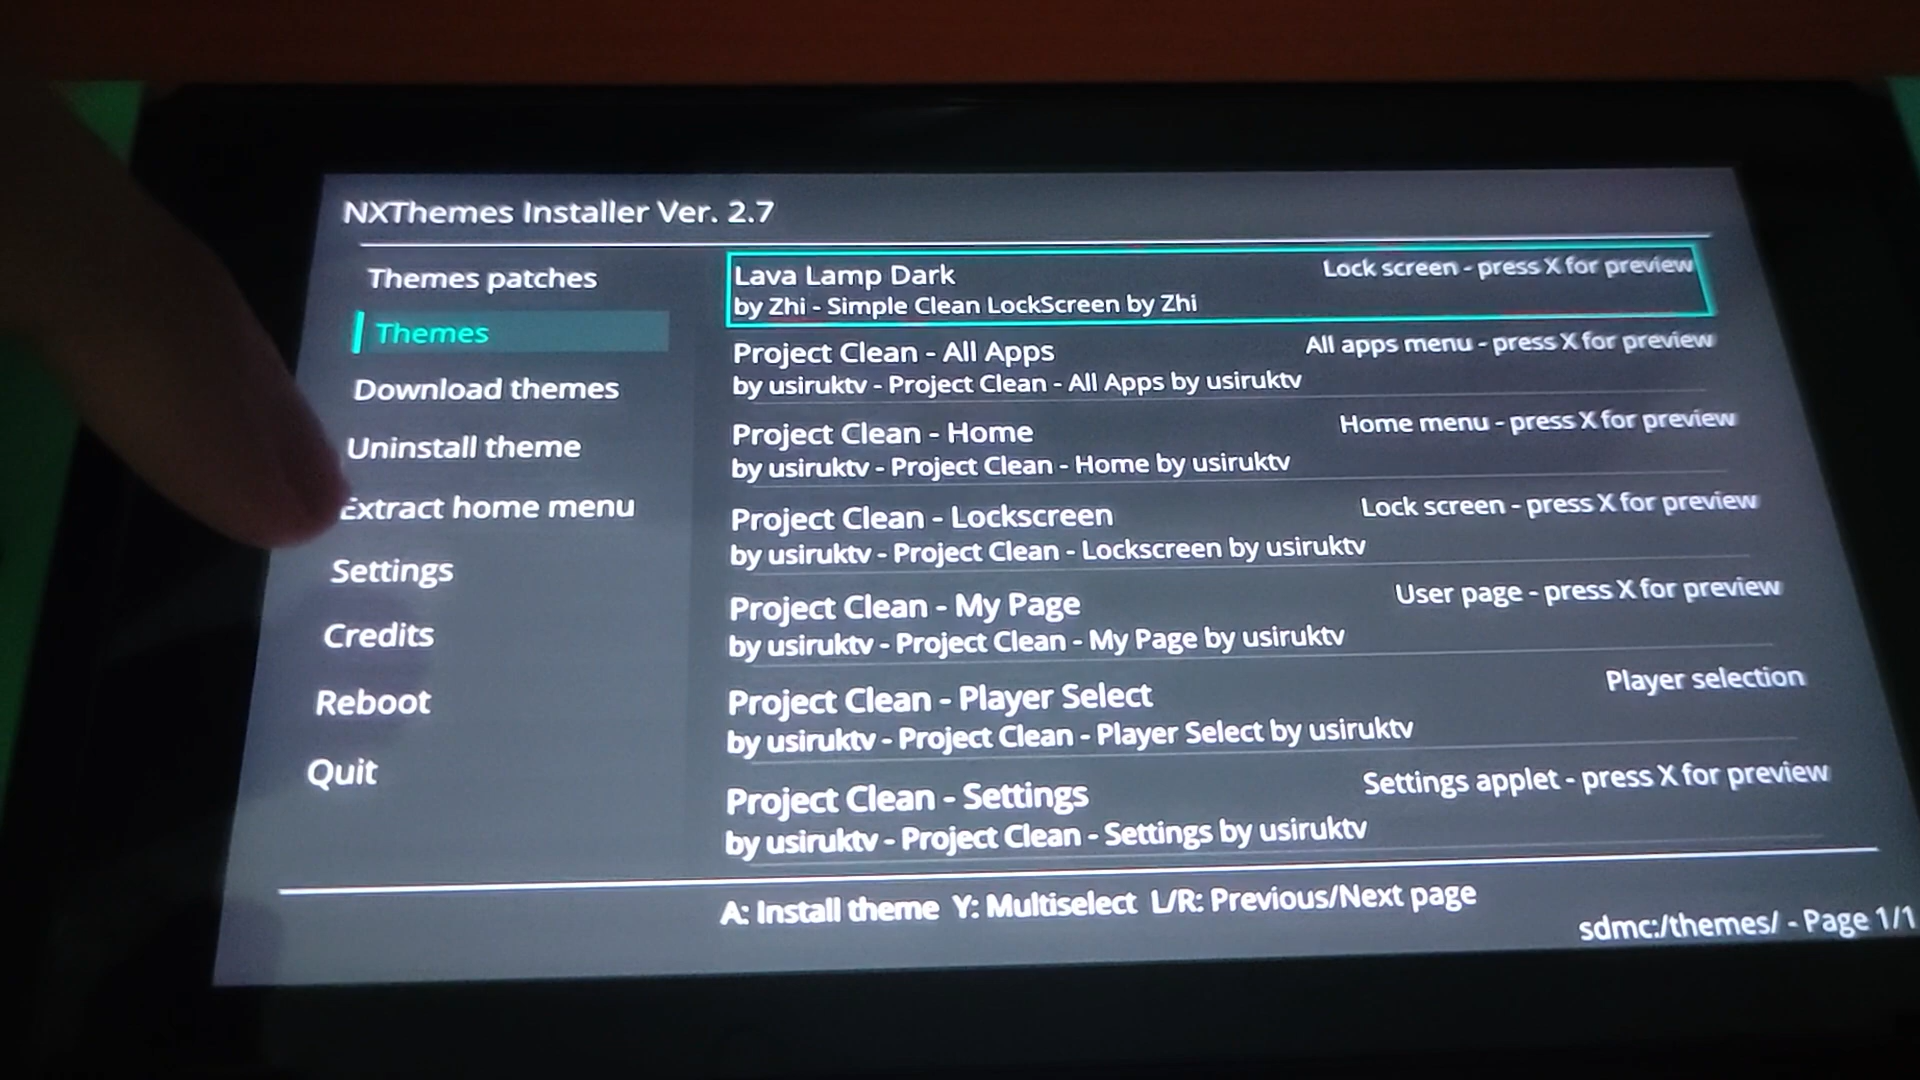 NXThemes Installer Ver. 2.7
Themes patches
Themes
Download themes
Uninstall theme
Extract home menu
Settings
Credits
Reboot
Quit
Lava Lamp Dark
Lock screen - press X for preview
by Zhi - Simple Clean LockScreen by Zhi
Project Clean - All Apps
All apps menu - press X for preview
by usiruktv - Project Clean - All Apps by usiruktv
Project Clean - Home
Home menu - press X for preview
by usiruktv - Project Clean - Home by usiruktv
Project Clean - Lockscreen
Lock screen - press X for preview
by usiruktv - Project Clean - Lockscreen by usiruktv
Project Clean - My Page
User page - press X for preview
by usiruktv - Project Clean - My Page by usiruktv
Project Clean - Player Select
Player selection
by usiruktv - Project Clean - Player Select by usiruktv
Project Clean - Settings
Settings applet - press X for preview
by usiruktv - Project Clean - Settings by usiruktv
A: Install theme  Y: Multiselect  L/R: Previous/Next page
sdmc:/themes/ - Page 1/1